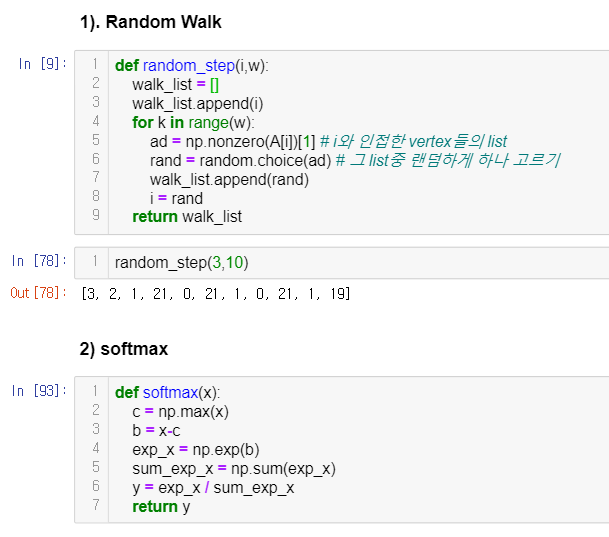 1). Random Walk
In [9]:
1 def random_step(i,w):
2 walk_list = []
3 walk_list.append(i)
4 for k in range(w):
5 ad = np.nonzero(A[i])[1] # i와 인접한 vertex들의 list
6 rand = random.choice(ad) # 그 list중 랜덤하게 하나 고르기
7 walk_list.append(rand)
8 i = rand
9 return walk_list
In [78]:
1 random_step(3,10)
Out[78]: [3, 2, 1, 21, 0, 21, 1, 0, 21, 1, 19]
2) softmax
In [93]:
1 def softmax(x):
2 c = np.max(x)
3 b = x-c
4 exp_x = np.exp(b)
5 sum_exp_x = np.sum(exp_x)
6 y = exp_x / sum_exp_x
7 return y